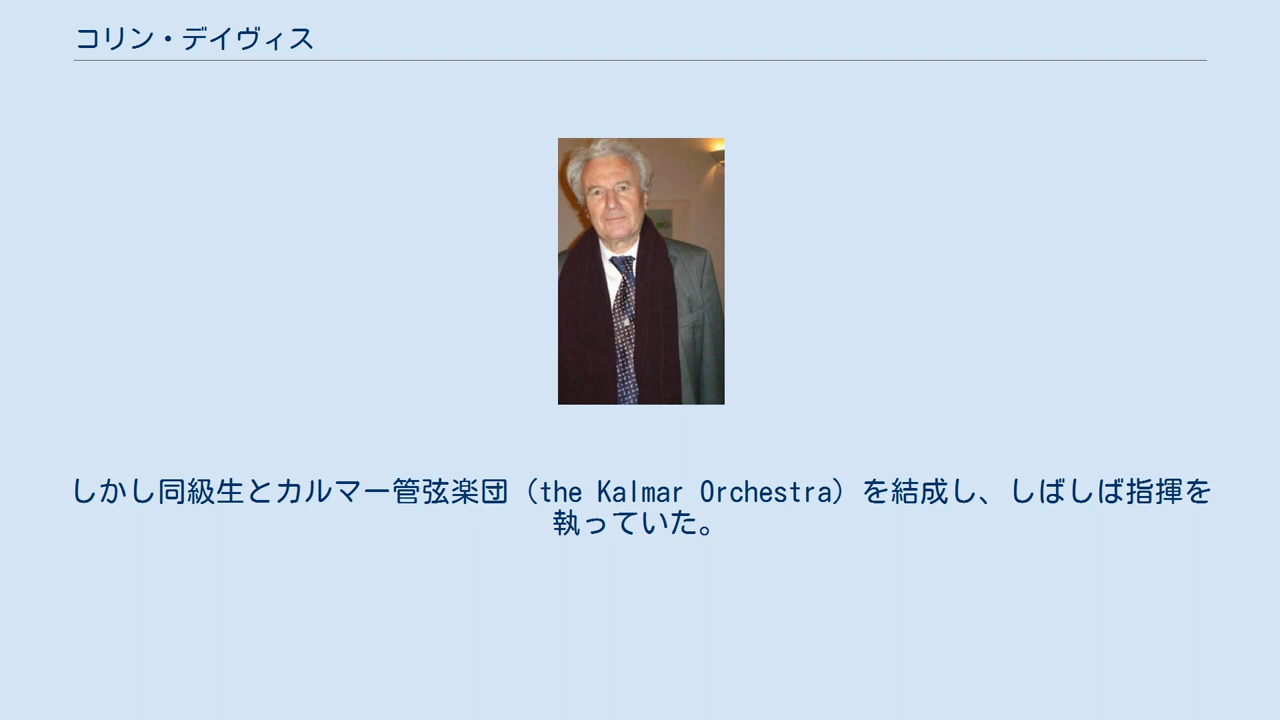 コリン・デイヴィス
しかし同級生とカルマー管弦楽団（the Kalmar Orchestra）を結成し、しばしば指揮を
執っていた。